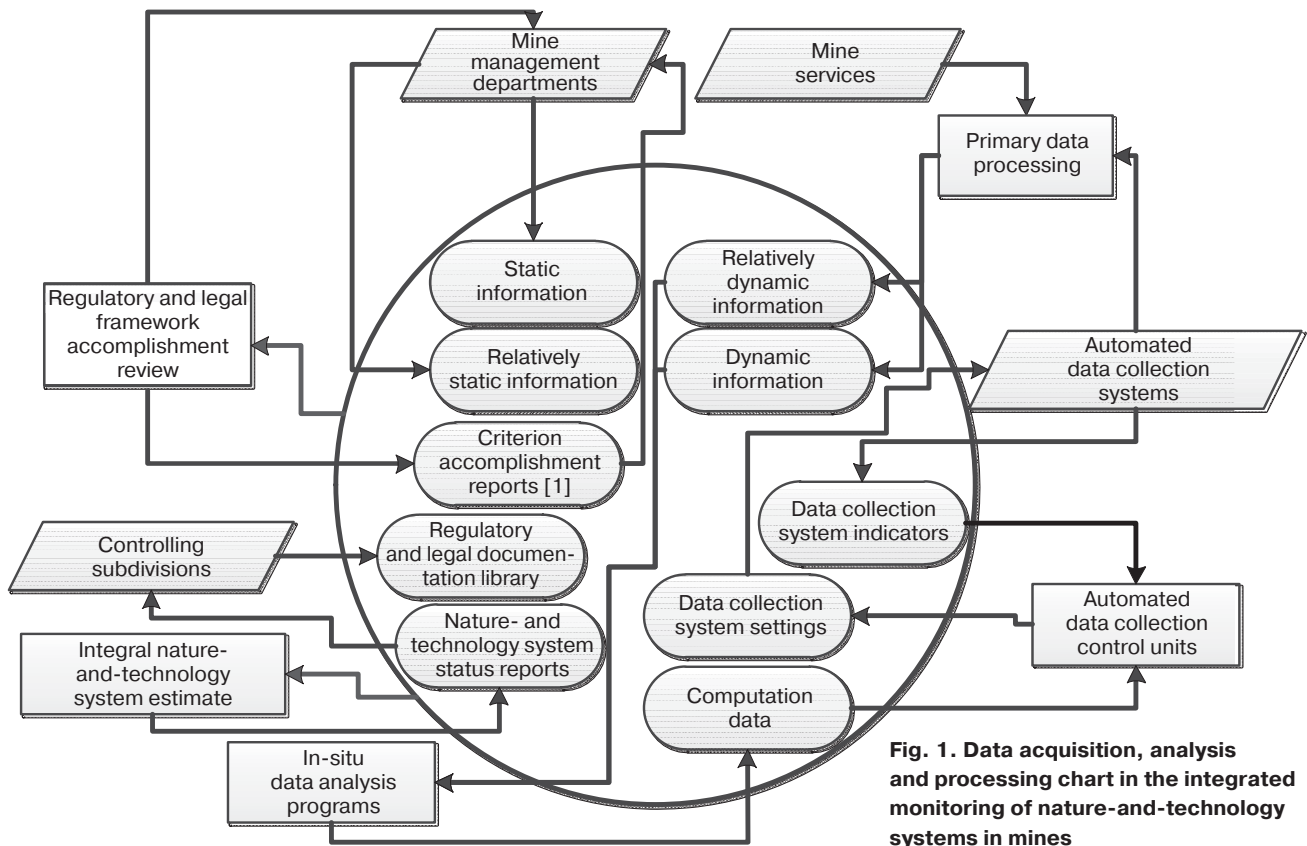 Mine
management
departments
Mine
services
Primary data
processing
Static
information
Relatively
dynamic
information
Regulatory and legal
framework
accomplishment
review
Relatively
static information
Dynamic
information
Automated
data collection
systems
Criterion
accomplishment
reports [1]
Data collection
system indicators
Controlling
subdivisions
Regulatory
and legal documen-
tation library
Data collection
system settings
Automated
data collection
control units
Integral nature-
and-technology
system estimate
Nature- and
technology system
status reports
Computation
data
In-situ
data analysis
programs
Fig. 1. Data acquisition, analysis
and processing chart in the integrated
monitoring of nature-and-technology
systems in mines